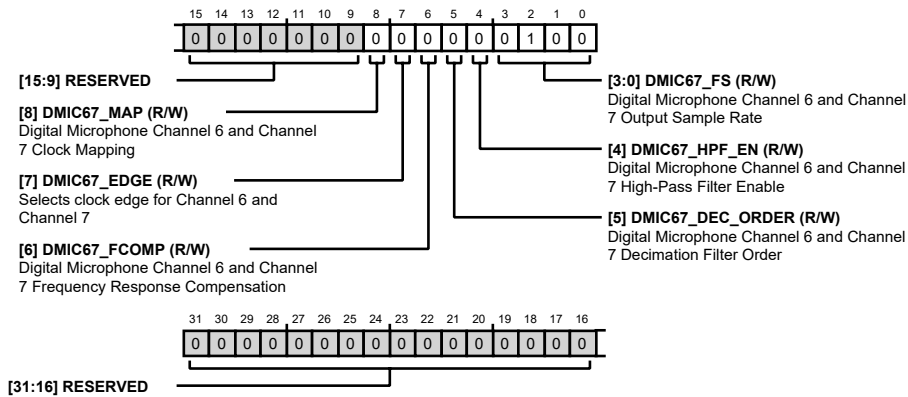 15 14 13 12 11 10 9 8 7 6 5 4 3 2 1 0
0 0 0 0 0 0 0 0 0 0 0 0 0 1 0 0
[15:9] RESERVED
[8] DMIC67_MAP (R/W)
Digital Microphone Channel 6 and Channel
7 Clock Mapping
[7] DMIC67_EDGE (R/W)
Selects clock edge for Channel 6 and
Channel 7
[6] DMIC67_FCOMP (R/W)
Digital Microphone Channel 6 and Channel
7 Frequency Response Compensation
[3:0] DMIC67_FS (R/W)
Digital Microphone Channel 6 and Channel
7 Output Sample Rate
[4] DMIC67_HPF_EN (R/W)
Digital Microphone Channel 6 and Channel
7 High-Pass Filter Enable
[5] DMIC67_DEC_ORDER (R/W)
Digital Microphone Channel 6 and Channel
7 Decimation Filter Order
31 30 29 28 27 26 25 24 23 22 21 20 19 18 17 16
0 0 0 0 0 0 0 0 0 0 0 0 0 0 0 0
[31:16] RESERVED